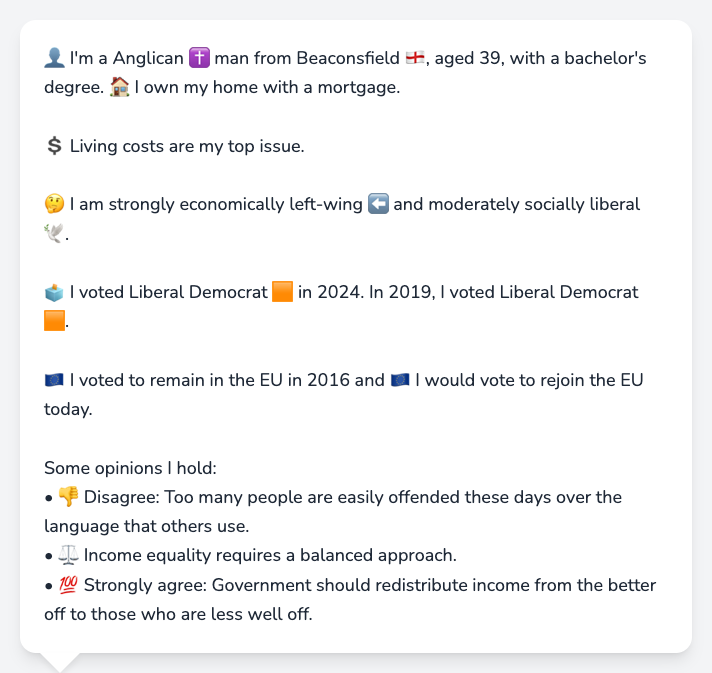 👤 I'm a Anglican ✝️ man from Beaconsfield 🏴󠁧󠁢󠁥󠁮󠁧󠁿, aged 39, with a bachelor's
degree. 🏠 I own my home with a mortgage.
💲 Living costs are my top issue.
🤔 I am strongly economically left-wing ⬅️ and moderately socially liberal
🕊️.
🗳️ I voted Liberal Democrat 🟧 in 2024. In 2019, I voted Liberal Democrat
🟧.
🇪🇺 I voted to remain in the EU in 2016 and 🇪🇺 I would vote to rejoin the EU
today.
Some opinions I hold:
• 👎 Disagree: Too many people are easily offended these days over the
language that others use.
• ⚖️ Income equality requires a balanced approach.
• 💯 Strongly agree: Government should redistribute income from the better
off to those who are less well off.